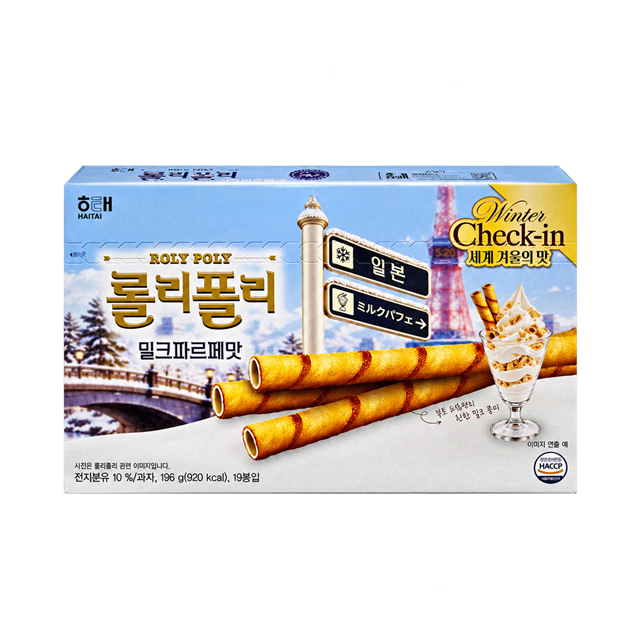 해태
HAITAI
Winter
Check-in
세계 겨울의 맛
ROLY POLY
롤리폴리
밀크파르페맛
일본
ミルクパフェ→
5:20
이미지 연출 예
사진은 롤리폴리 관련 이미지입니다.
전지분유 10 %/과자, 196 g(920 kcal), 19봉입
HACCP